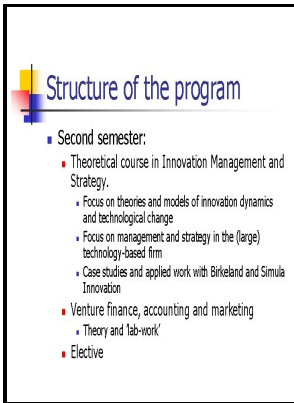 Structure of the program
Second semester:
Theoretical course in Innovation Management and
Strategy.
Focus on theories and models of innovation dynamics
and technological change
Focus on management and strategy in the (large)
technology-based firm
Case studies and applied work with Birkeland and Simula
Innovation
Venture finance, accounting and marketing
Theory and 'lab-work'
Elective